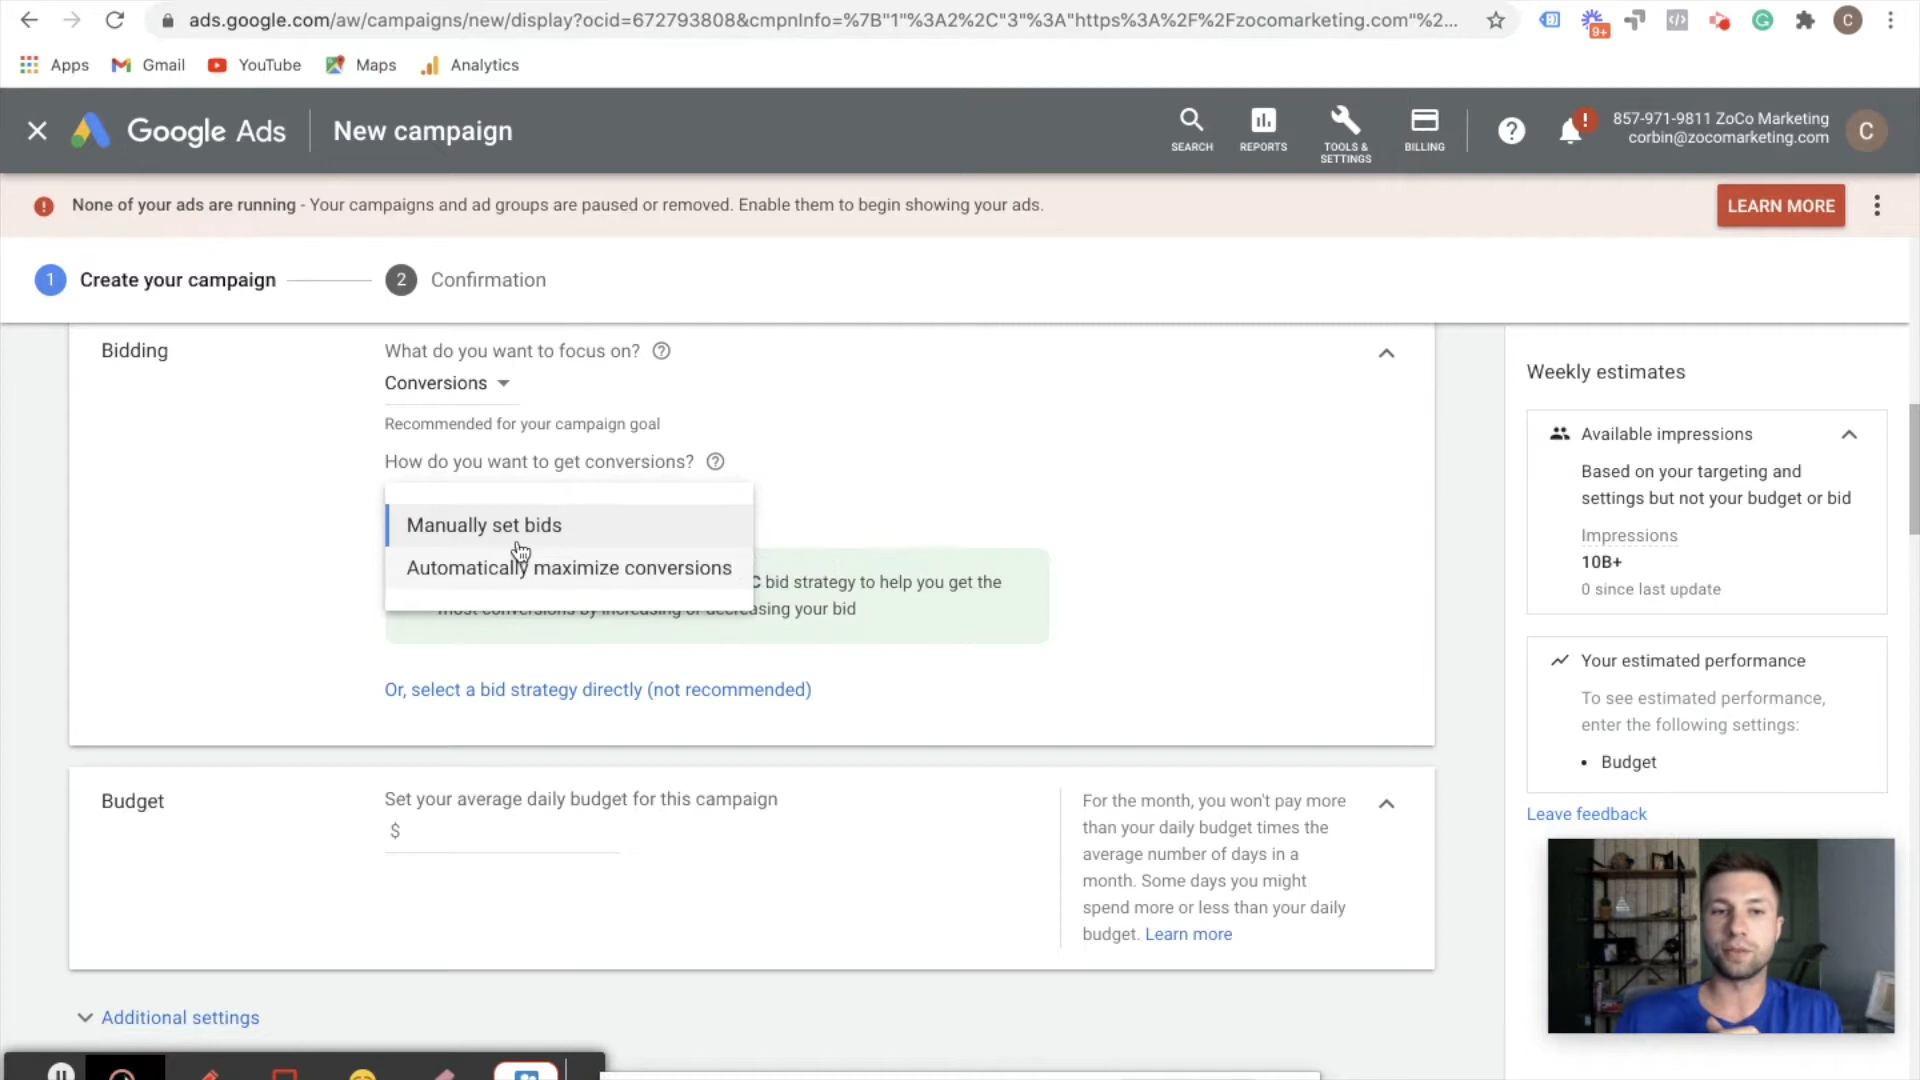 ads.google.com/aw/campaigns/new/display?ocid=672793808&cmpnInfo=%7B"1"%3A2%2C"3"%3A"https%3A%2F%2Fzocomarketing.com"%2...
9+
C
Apps
Gmail
YouTube
Maps
Analytics
Google Ads
New campaign
SEARCH
REPORTS
TOOLS &
SETTINGS
BILLING
?
!
857-971-9811 ZoCo Marketing
corbin@zocomarketing.com
C
None of your ads are running - Your campaigns and ad groups are paused or removed. Enable them to begin showing your ads.
LEARN MORE
1 Create your campaign
2 Confirmation
Bidding
What do you want to focus on?
Conversions
Recommended for your campaign goal
How do you want to get conversions?
Manually set bids
Automatically maximize conversions
C bid strategy to help you get the
most conversions by increasing or decreasing your bid
Or, select a bid strategy directly (not recommended)
Budget
Set your average daily budget for this campaign
$
For the month, you won't pay more
than your daily budget times the
average number of days in a
month. Some days you might
spend more or less than your daily
budget. Learn more
Additional settings
Weekly estimates
Available impressions
Based on your targeting and
settings but not your budget or bid
Impressions
10B+
0 since last update
Your estimated performance
To see estimated performance,
enter the following settings:
• Budget
Leave feedback